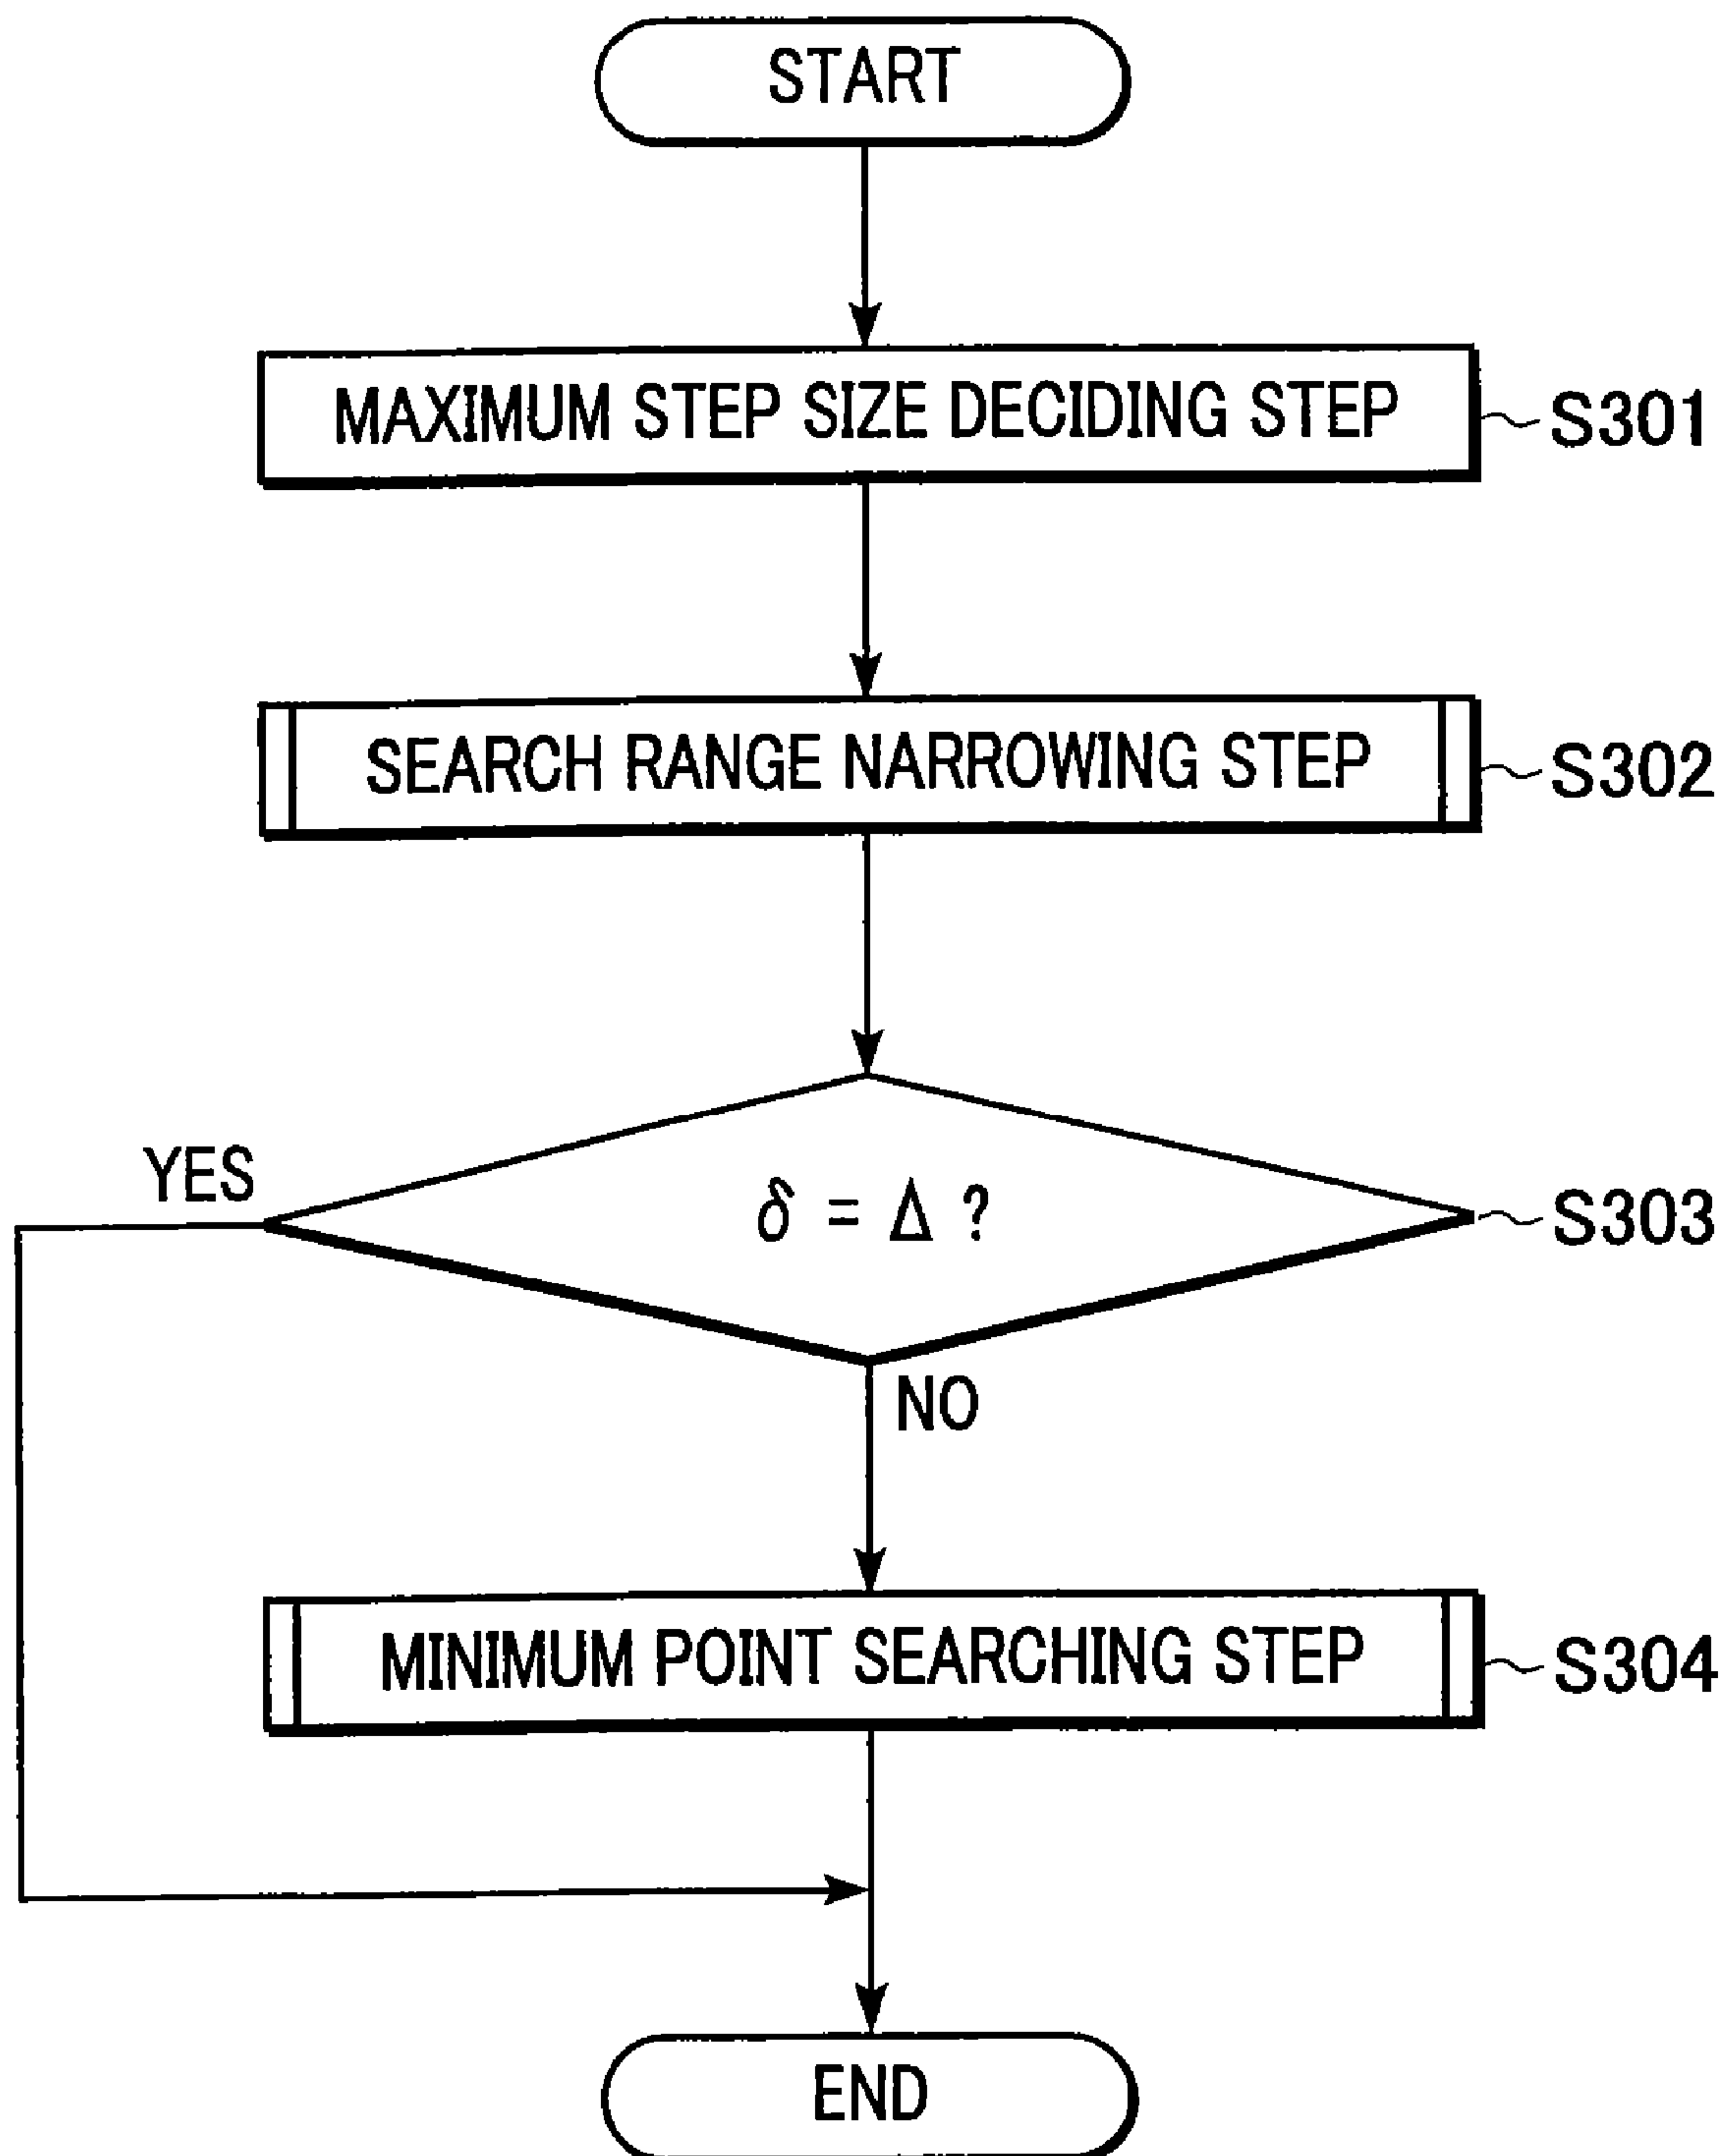 START
MAXIMUM STEP SIZE DECIDING STEP
S301
SEARCH RANGE NARROWING STEP
S302
YES
δ = Δ ?
S303
NO
MINIMUM POINT SEARCHING STEP
S304
END